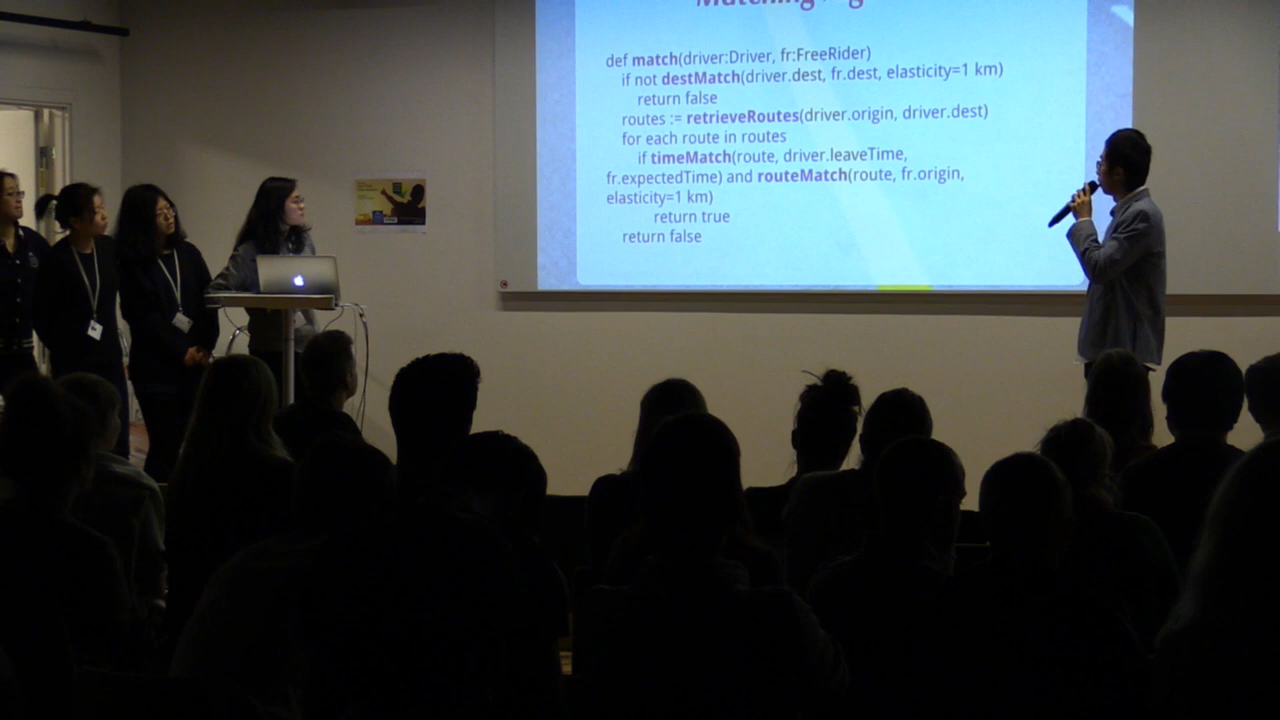 Matching
def match(driver:Driver, fr:FreeRider)
if not destMatch(driver.dest, fr.dest, elasticity=1 km)
return false
routes := retrieveRoutes(driver.origin, driver.dest)
for each route in routes
if timeMatch(route, driver.leaveTime,
fr.expectedTime) and routeMatch(route, fr.origin,
elasticity=1 km)
return true
return false